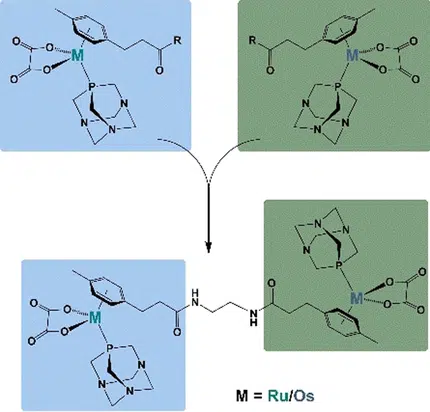 O O M O O P N N N O R
R O P N N N M O O O O
O O O O M P N N N O H N N H O N N N P M O O O O
M = Ru/Os